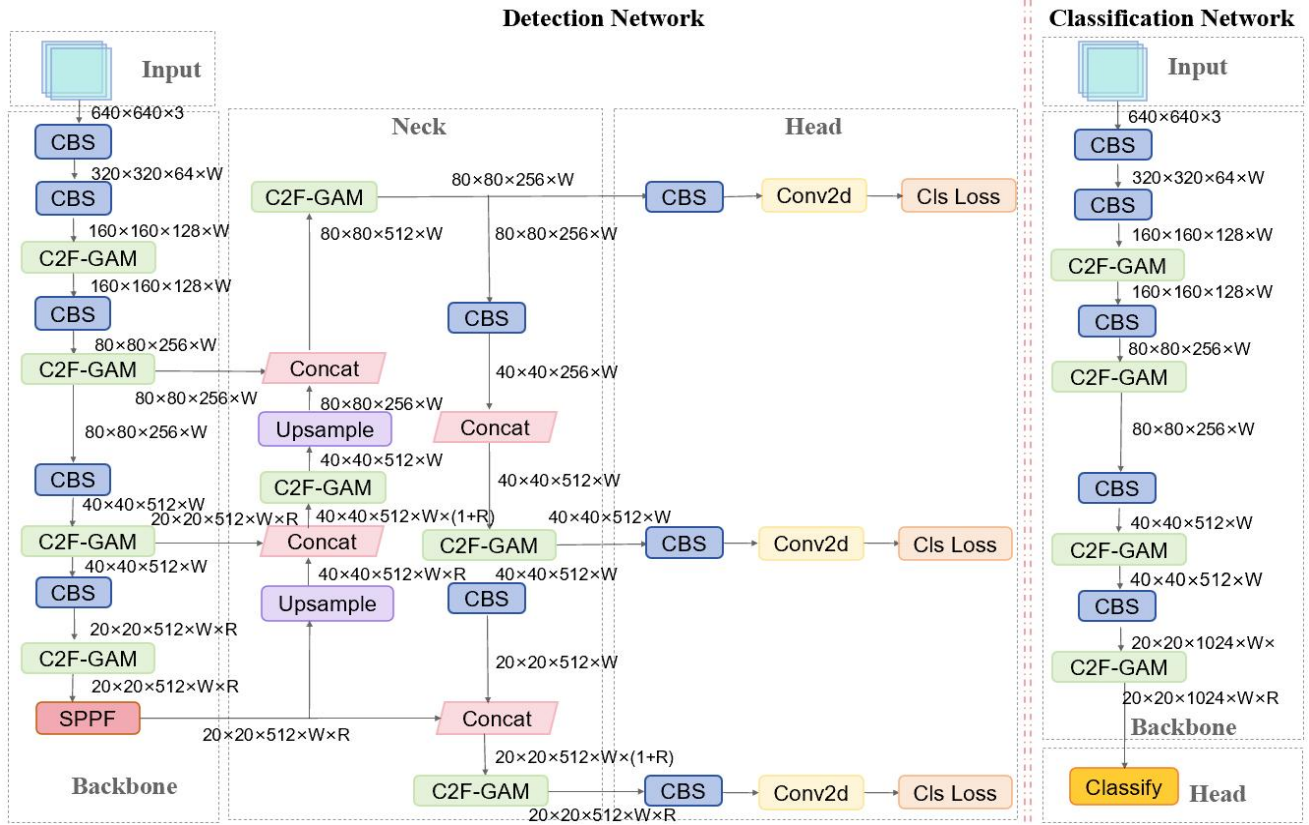 Detection Network
Input
640×640×3
CBS
320×320×64×W
CBS
160×160×128×W
C2F-GAM
160×160×128×W
CBS
80×80×256×W
C2F-GAM
80×80×256×W
80×80×256×W
CBS
40×40×512×W
20×20×512×W×R
C2F-GAM
40×40×512×W
CBS
20×20×512×W×R
C2F-GAM
20×20×512×W×R
SPPF
20×20×512×W×R
Backbone
Neck
C2F-GAM
80×80×256×W
80×80×512×W
80×80×256×W
CBS
Concat
40×40×256×W
80×80×256×W
Upsample
Concat
40×40×512×W
C2F-GAM
40×40×512×W
40×40×512×W×(1+R)
Concat
C2F-GAM
40×40×512×W
40×40×512×W×R
40×40×512×W
Upsample
CBS
20×20×512×W
Concat
20×20×512×W×(1+R)
C2F-GAM
20×20×512×W×R
Head
CBS
Conv2d
Cls Loss
CBS
Conv2d
Cls Loss
CBS
Conv2d
Cls Loss
Classification Network
Input
640×640×3
CBS
320×320×64×W
CBS
160×160×128×W
C2F-GAM
160×160×128×W
CBS
80×80×256×W
C2F-GAM
80×80×256×W
CBS
40×40×512×W
C2F-GAM
40×40×512×W
CBS
20×20×1024×W×
C2F-GAM
20×20×1024×W×R
Backbone
Classify
Head